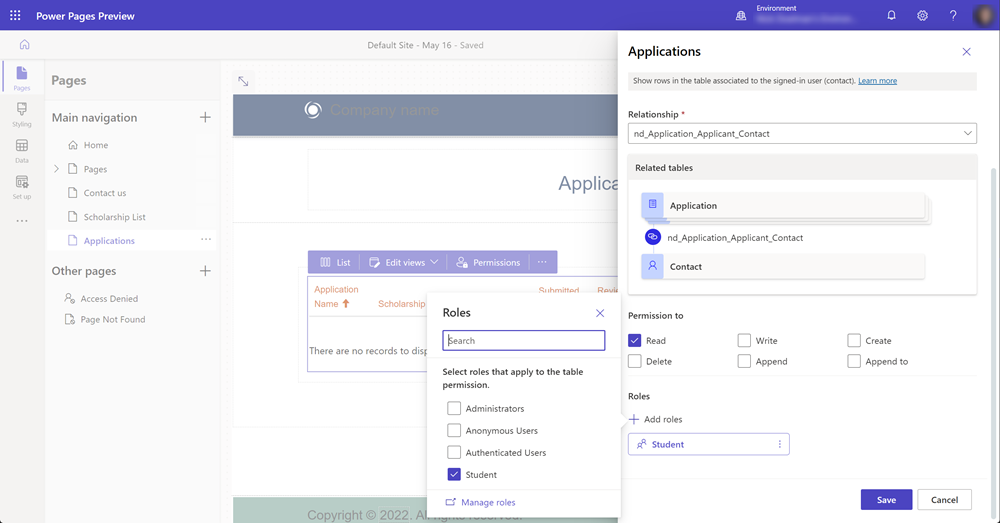 Power Pages Preview
Environment
Default Site - May 16 - Saved
Pages
Styling
Data
Set up
Pages
Main navigation
Home
Pages
Contact us
Scholarship List
Applications
Other pages
Access Denied
Page Not Found
Company name
Applica
List
Edit views
Permissions
Application
Name
Scholarship
Submitted
Revie
There are no records to disp
Copyright © 2022. All rights reserved.
Roles
Search
Select roles that apply to the table
permission.
Administrators
Anonymous Users
Authenticated Users
Student
Manage roles
Applications
Show rows in the table associated to the signed-in user (contact). Learn more
Relationship *
nd_Application_Applicant_Contact
Related tables
Application
nd_Application_Applicant_Contact
Contact
Permission to
Read Write Create
Delete Append Append to
Roles
Add roles
Student
Save Cancel